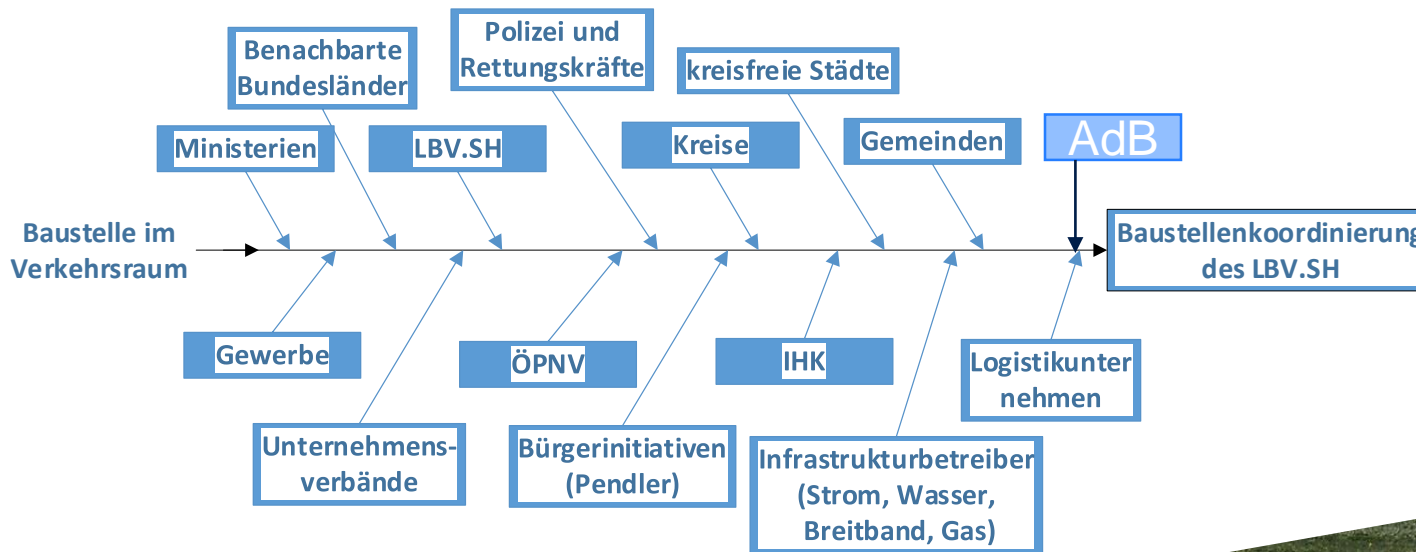 Benachbarte
Bundesländer
Polizei und
Rettungskräfte
kreisfreie Städte
Ministerien
LBV.SH
Kreise
Gemeinden
AdB
Baustelle im
Verkehrsraum
Baustellenkoordinierung
des LBV.SH
Gewerbe
ÖPNV
IHK
Logistikunter
nehmen
Unternehmens-
verbände
Bürgerinitiativen
(Pendler)
Infrastrukturbetreiber
(Strom, Wasser,
Breitband, Gas)